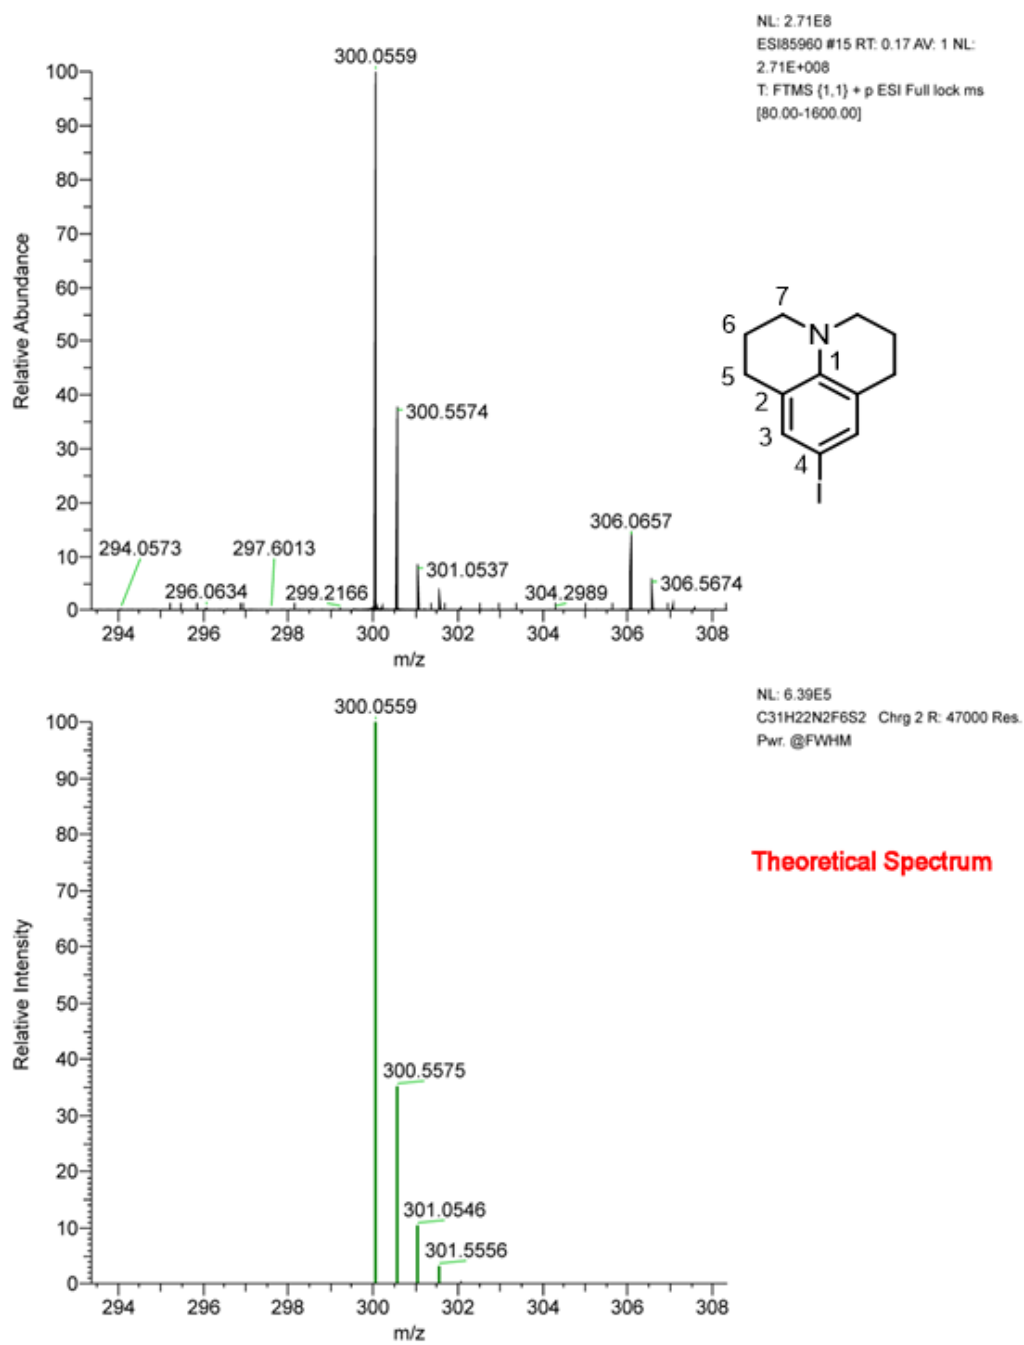 NL: 2.71E8
ESI85960 #15 RT: 0.17 AV: 1 NL:
2.71E+008
T: FTMS {1,1} + p ESI Full lock ms
[80.00-1600.00]
300.0559
100
90
80
70
60
50
40
30
20
10
0
Relative Abundance
300.5574
294.0573
297.6013
296.0634
299.2166
301.0537
304.2989
306.0657
306.5674
294 296 298 300 302 304 306 308
m/z
7
6
N
1
5
2
3
4
I
NL: 6.39E5
C31H22N2F6S2 Chrg 2 R: 47000 Res.
Pwr. @FWHM
Theoretical Spectrum
300.0559
100
90
80
70
60
50
40
30
20
10
0
Relative Intensity
300.5575
301.0546
301.5556
294 296 298 300 302 304 306 308
m/z